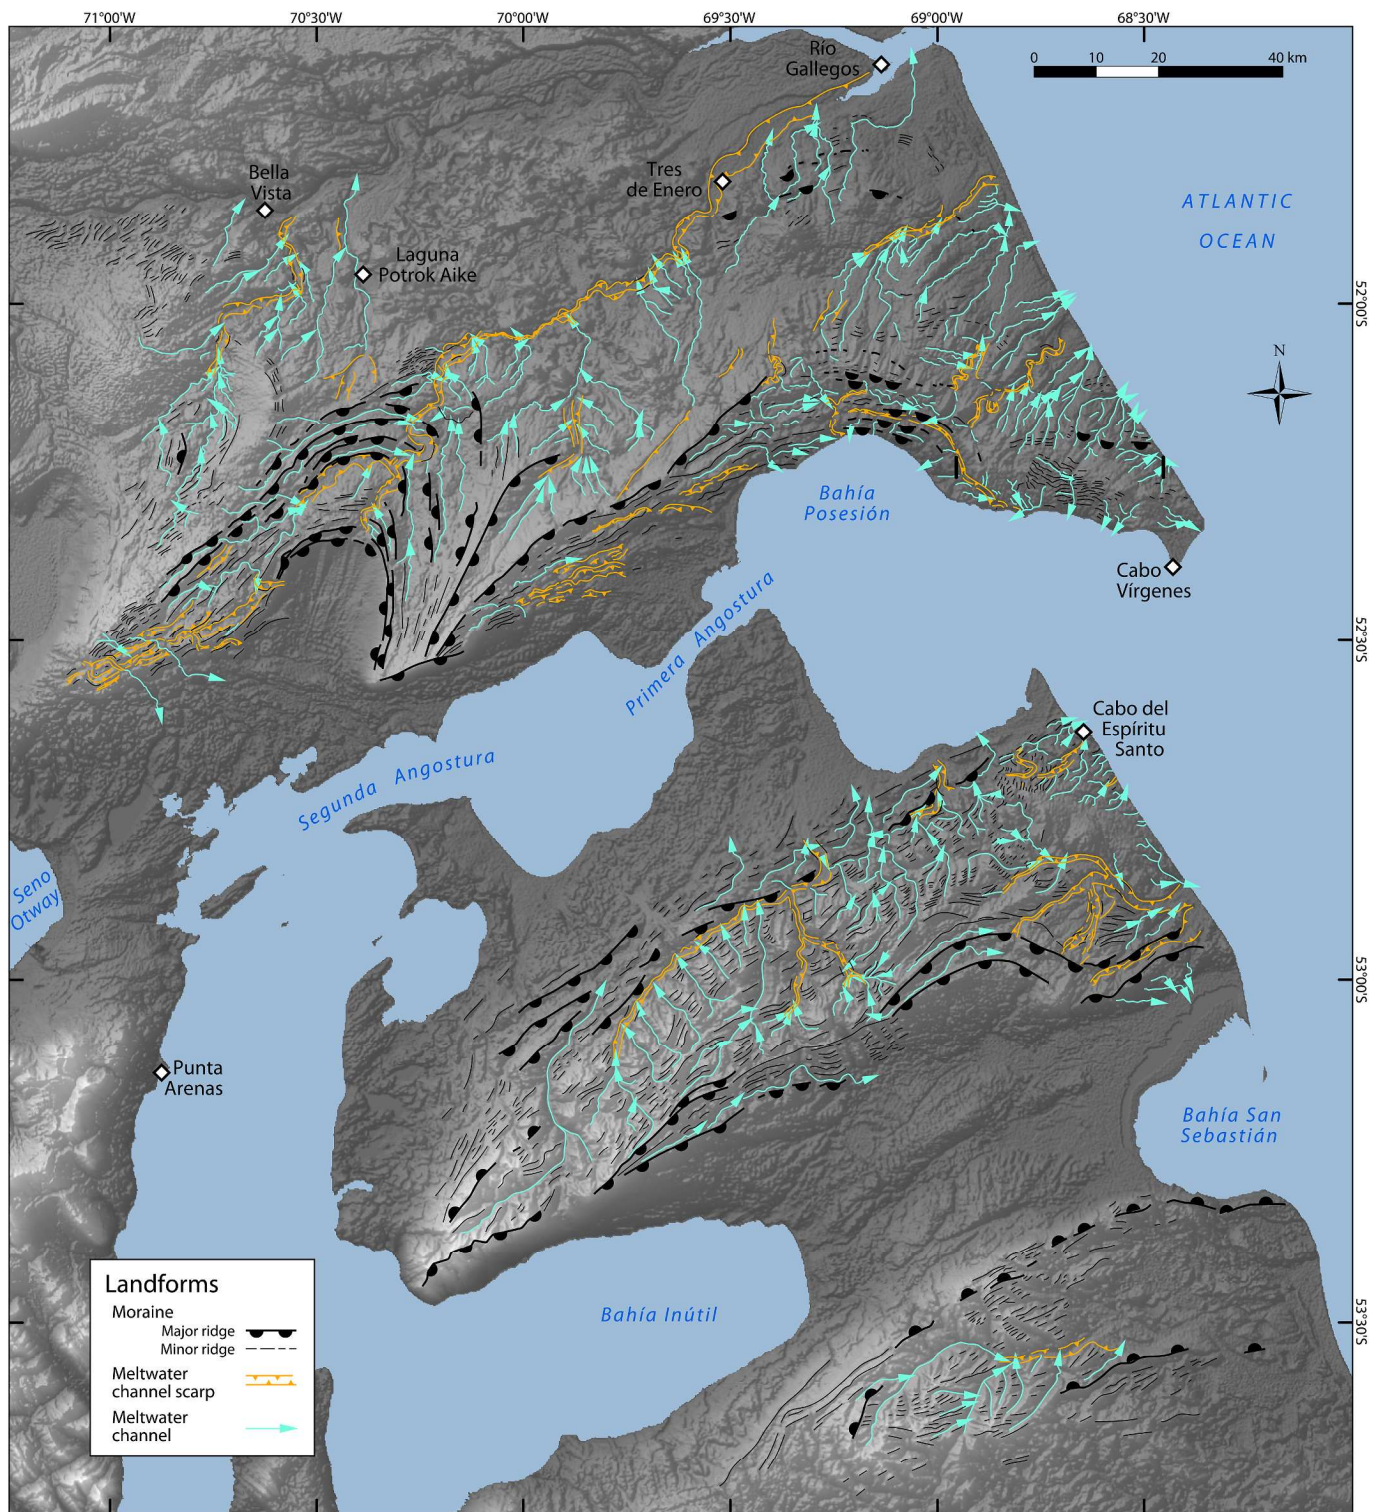 71°00'W 70°30'W 70°00'W 69°30'W 69°00'W 68°30'W
Río
Gallegos
0 10 20 40 km
Bella
Vista
Tres
de Enero
ATLANTIC
OCEAN
Laguna
Potrok Aike
52°00'S
N
Bahía
Posesión
Cabo
Vírgenes
Primera Angostura
52°30'S
Cabo del
Espíritu
Santo
Segunda Angostura
Seno
Otway
53°00'S
Punta
Arenas
Bahía San
Sebastián
Bahía Inútil
53°30'S
Landforms
Moraine
Major ridge
Minor ridge
Meltwater
channel scarp
Meltwater
channel